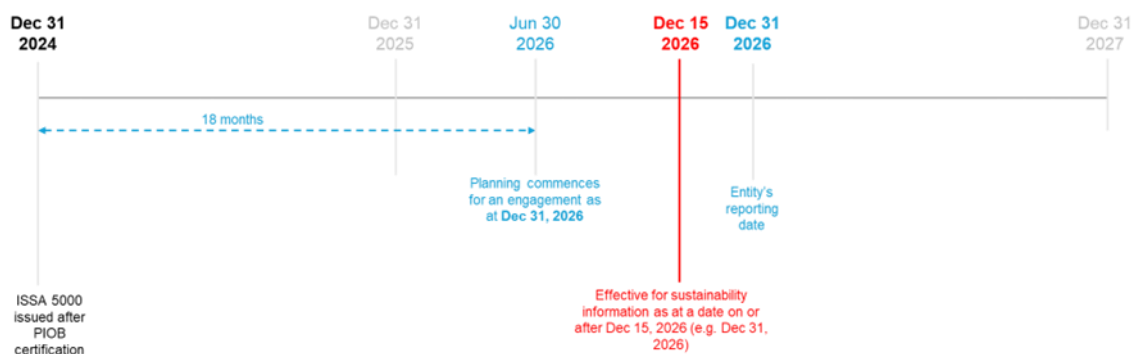 Dec 31
2024
Dec 31
2025
Jun 30
2026
Dec 15
2026
Dec 31
2026
Dec 31
2027
18 months
Planning commences
for an engagement as
at Dec 31, 2026
Entity's
reporting
date
ISSA 5000
issued after
PIOB
certification
Effective for sustainability
information as at a date on or
after Dec 15, 2026 (e.g. Dec 31,
2026)